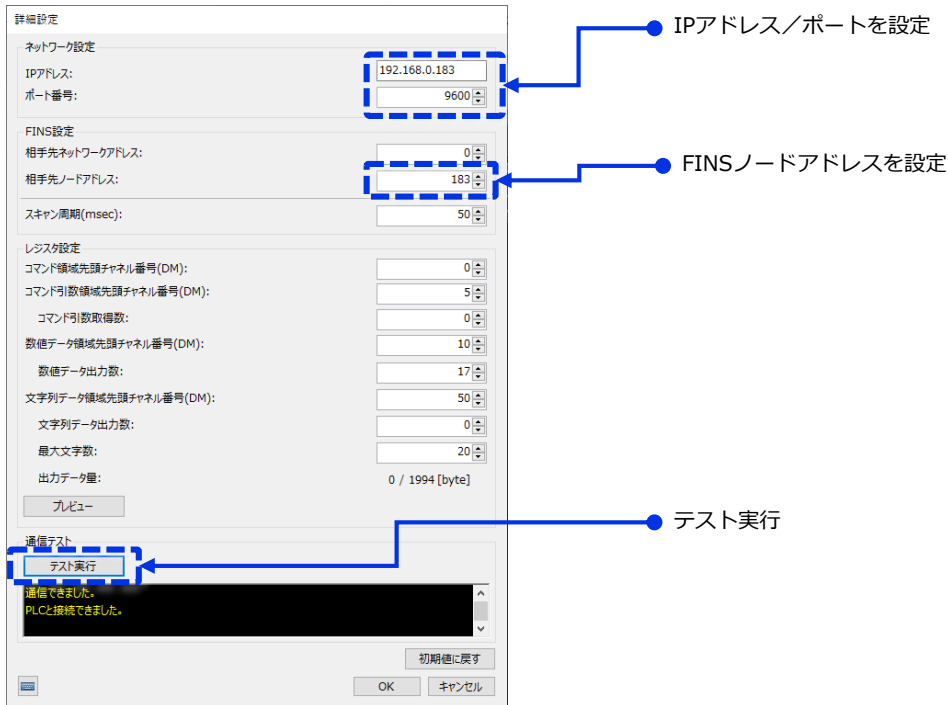 詳細設定
IPアドレス／ポートを設定
ネットワーク設定
IPアドレス: 192.168.0.183
ポート番号: 9600
FINS設定
相手先ネットワークアドレス: 0
FINSノードアドレスを設定
相手先ノードアドレス: 183
スキャン周期(msec): 50
レジスタ設定
コマンド領域先頭チャネル番号(DM): 0
コマンド引数領域先頭チャネル番号(DM): 5
コマンド引数取得数: 0
数値データ領域先頭チャネル番号(DM): 10
数値データ出力数: 17
文字列データ領域先頭チャネル番号(DM): 50
文字列データ出力数: 0
最大文字数: 20
出力データ量: 0 / 1994 [byte]
プレビュー
テスト実行
通信テスト
テスト実行
通信できました。
PLCと接続できました。
初期値に戻す
OK キャンセル